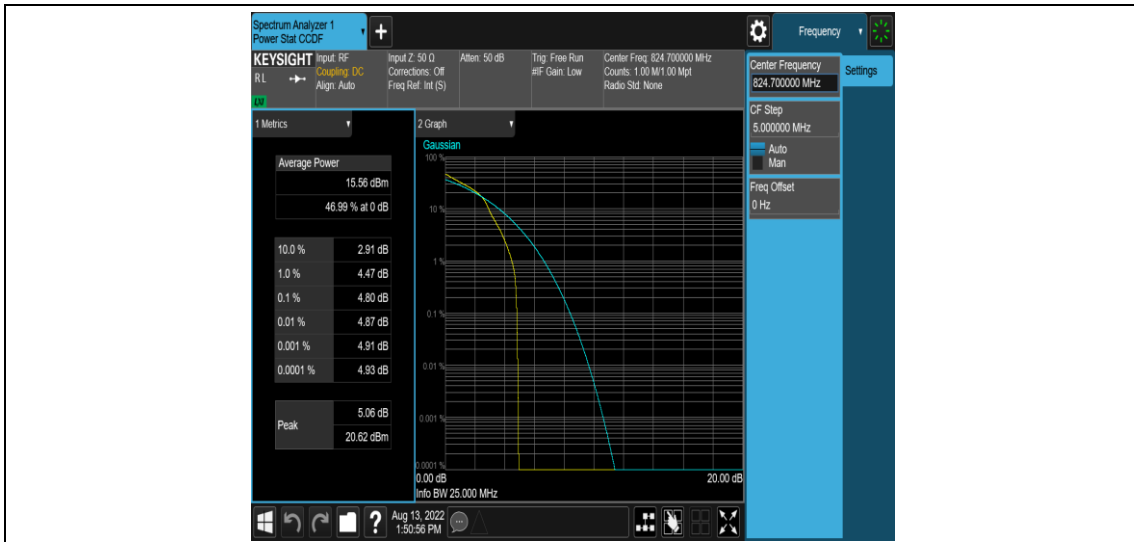 Spectrum Analyzer 1
Power Stat CCDF
+
Frequency
KEYSIGHT
RL
LM
Input: RF
Coupling: DC
Align: Auto
Input Z: 50 Ω
Corrections: Off
Freq Ref: Int (S)
Atten: 50 dB
Trig: Free Run
#IF Gain: Low
Center Freq: 824.700000 MHz
Counts: 1.00 M/1.00 Mpt
Radio Std: None
Center Frequency
824.700000 MHz
Settings
CF Step
5.000000 MHz
Auto
Man
Freq Offset
0 Hz
1 Metrics
Average Power
15.56 dBm
46.99 % at 0 dB
10.0 % 2.91 dB
1.0 % 4.47 dB
0.1 % 4.80 dB
0.01 % 4.87 dB
0.001 % 4.91 dB
0.0001 % 4.93 dB
Peak 5.06 dB
20.62 dBm
2 Graph
Gaussian
100 %
10 %
1 %
0.1 %
0.01 %
0.001 %
0.0001 %
0.00 dB 20.00 dB
Info BW 25.000 MHz
?
Aug 13, 2022
1:50:56 PM